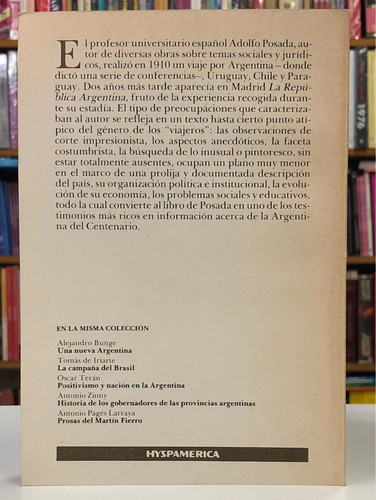 El profesor universitario español Adolfo Posada, au-
tor de diversas obras sobre temas sociales y jurídi-
cos, realizó en 1910 un viaje por Argentina —donde
dictó una serie de conferencias—, Uruguay, Chile y Para-
guay. Dos años más tarde aparecía en Madrid La Repú-
blica Argentina, fruto de la experiencia recogida duran-
te su estadía. El tipo de preocupaciones que caracteriza-
ban al autor se refleja en un texto hasta cierto punto atí-
pico del género de los “viajeros”: las observaciones de
corte impresionista, los aspectos anecdóticos, la faceta
costumbrista, la búsqueda de lo inusual o pintoresco, sin
estar totalmente ausentes, ocupan un plano muy menor
en el marco de una prolija y documentada descripción
del país, su organización política e institucional, la evolu-
ción de su economía, los problemas sociales y educativos,
todo la cual convierte al libro de Posada en uno de los tes-
timonios más ricos en información acerca de la Argenti-
na del Centenario.
EN LA MISMA COLECCION
Alejandro Bunge
Una nueva Argentina
Tomás de Iriarte
La campaña del Brasil
Oscar Terán
Positivismo y nación en la Argentina
Antonio Zinny
Historia de los gobernadores de las provincias argentinas
Antonio Pagés Larraya
Prosas del Martín Fierro
HYSPAMERICA
1976